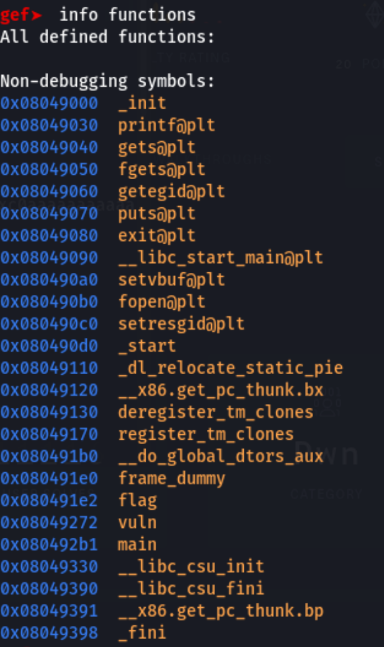 gef➤  info functions
All defined functions:
Non-debugging symbols:
0x08049000  _init
0x08049030  printf@plt
0x08049040  gets@plt
0x08049050  fgets@plt
0x08049060  getegid@plt
0x08049070  puts@plt
0x08049080  exit@plt
0x08049090  __libc_start_main@plt
0x080490a0  setvbuf@plt
0x080490b0  fopen@plt
0x080490c0  setresgid@plt
0x080490d0  _start
0x08049110  _dl_relocate_static_pie
0x08049120  __x86.get_pc_thunk.bx
0x08049130  deregister_tm_clones
0x08049170  register_tm_clones
0x080491b0  __do_global_dtors_aux
0x080491e0  frame_dummy
0x080491e2  flag
0x08049272  vuln
0x080492b1  main
0x08049330  __libc_csu_init
0x08049390  __libc_csu_fini
0x08049391  __x86.get_pc_thunk.bp
0x08049398  _fini